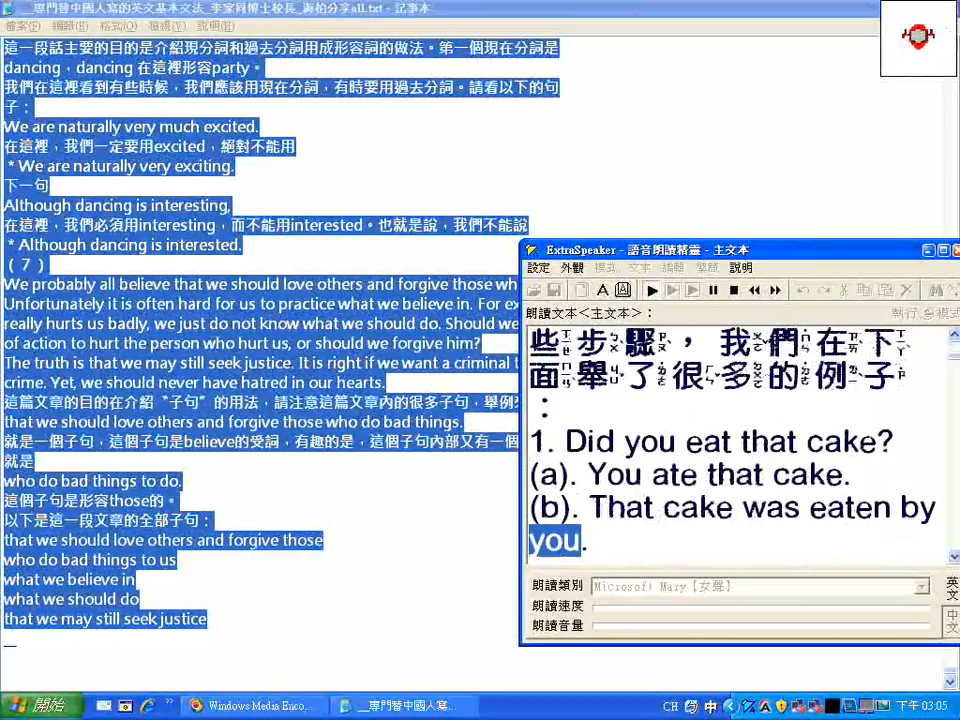 __專門替中國人寫的英文基本文法_李家同博士校長_海柏分享all.txt - 記事本
檔案(F) 編輯(E) 格式(O) 檢視(V) 說明(H)
這一段話主要的目的是介紹現分詞和過去分詞用成形容詞的做法。第一個現在分詞是
dancing，dancing 在這裡形容party。
我們在這裡看到有些時候，我們應該用現在分詞，有時要用過去分詞。請看以下的句
子：
We are naturally very much excited.
在這裡，我們一定要用excited，絕對不能用
* We are naturally very exciting.
下一句
Although dancing is interesting,
在這裡，我們必須用interesting，而不能用interested。也就是說，我們不能說
* Although dancing is interested.
(７)
We probably all believe that we should love others and forgive those wh
Unfortunately it is often hard for us to practice what we believe in. For ex
really hurts us badly, we just do not know what we should do. Should we
of action to hurt the person who hurt us, or should we forgive him?
The truth is that we may still seek justice. It is right if we want a criminal t
crime. Yet, we should never have hatred in our hearts.
這篇文章的目的在介紹“子句”的用法，請注意這篇文章內的很多子句，舉例
that we should love others and forgive those who do bad things.
就是一個子句，這個子句是believe的受詞，有趣的是，這個子句內部又有一個
就是
who do bad things to do.
這個子句是形容those的。
以下是這一段文章的全部子句：
that we should love others and forgive those
who do bad things to us
what we believe in
what we should do
that we may still seek justice
ExtraSpeaker - 語音朗讀精靈 - 主文本
設定 外觀 模式 文本 編輯 繁簡 說明
朗讀文本<主文本>： 執行
些步驟，我們在下
面舉了很多的例子
：
1. Did you eat that cake?
(a). You ate that cake.
(b). That cake was eaten by
you.
朗讀類別 Microsoft Mary【女聲】
朗讀速度
朗讀音量
英文
中文
開始 Windows Media Enco... __專門替中國人寫... CH 中 下午 03:05